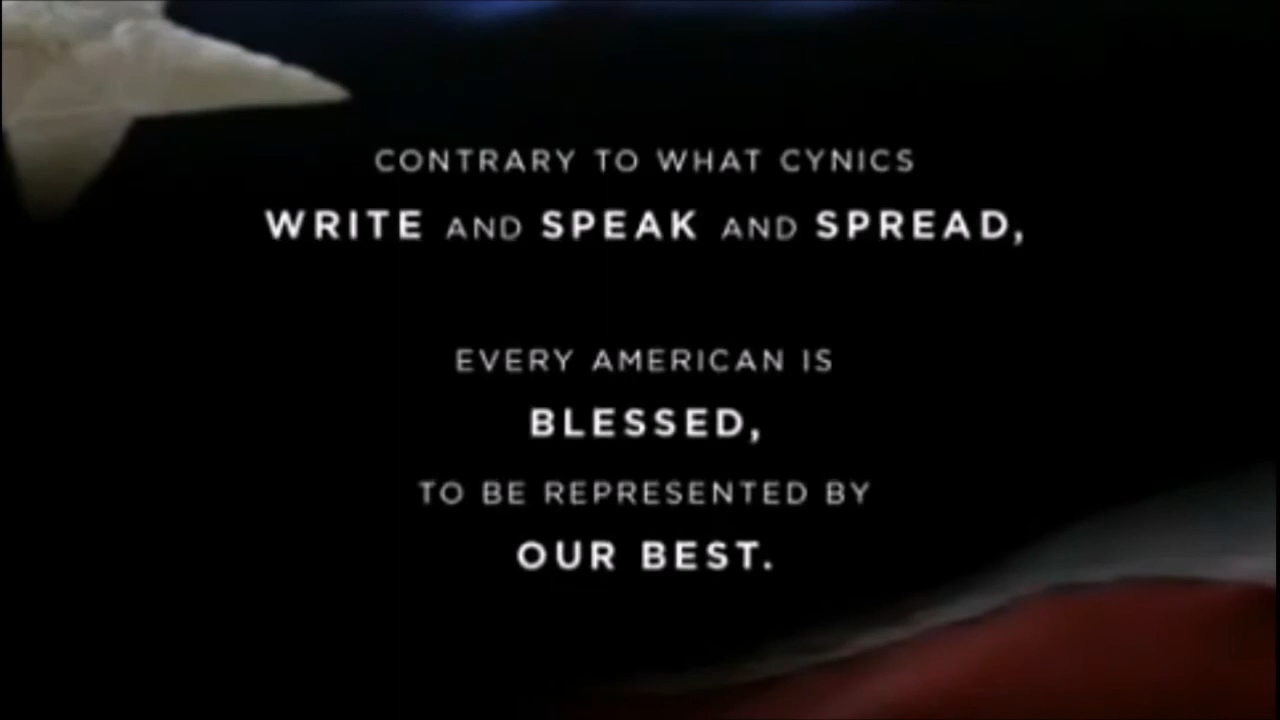 CONTRARY TO WHAT CYNICS
WRITE AND SPEAK AND SPREAD,
EVERY AMERICAN IS
BLESSED,
TO BE REPRESENTED BY
OUR BEST.